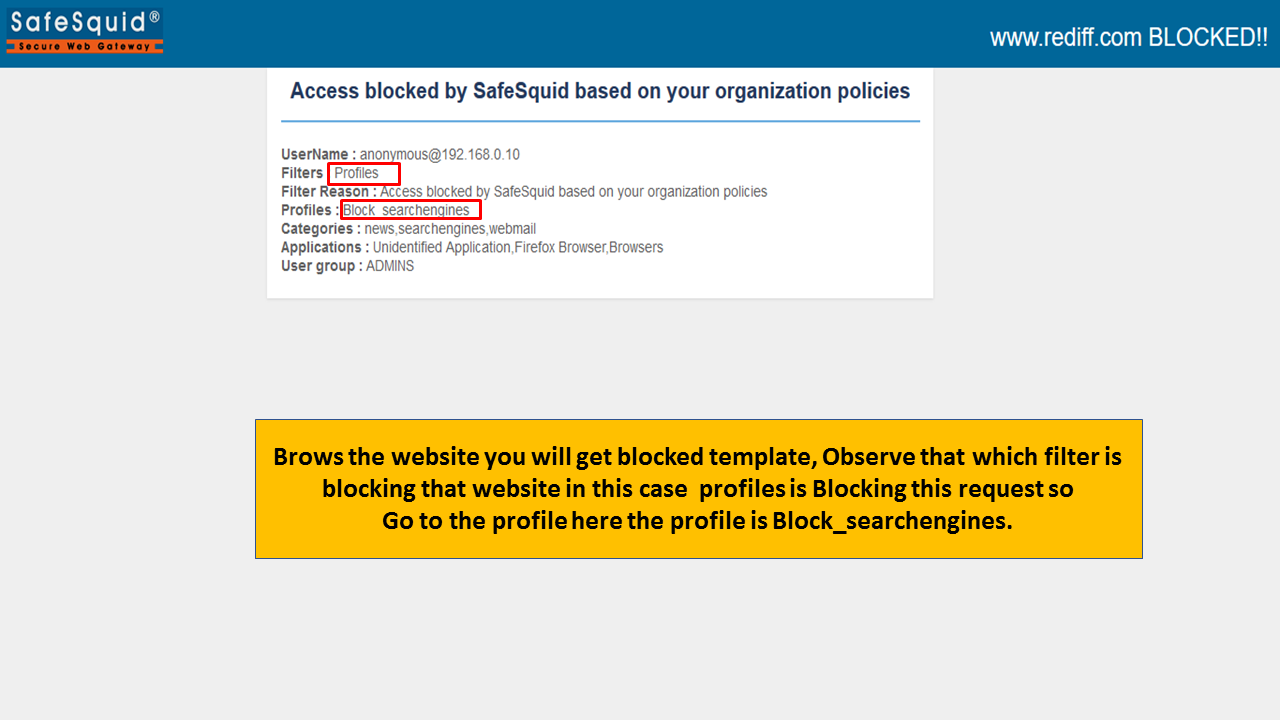 SafeSquid®
Secure Web Gateway
www.rediff.com BLOCKED!!
Access blocked by SafeSquid based on your organization policies
UserName : anonymous@192.168.0.10
Filters Profiles
Filter Reason : Access blocked by SafeSquid based on your organization policies
Profiles : Block_searchengines
Categories : news,searchengines,webmail
Applications : Unidentified Application,Firefox Browser,Browsers
User group : ADMINS
Brows the website you will get blocked template, Observe that which filter is
blocking that website in this case profiles is Blocking this request so
Go to the profile here the profile is Block_searchengines.